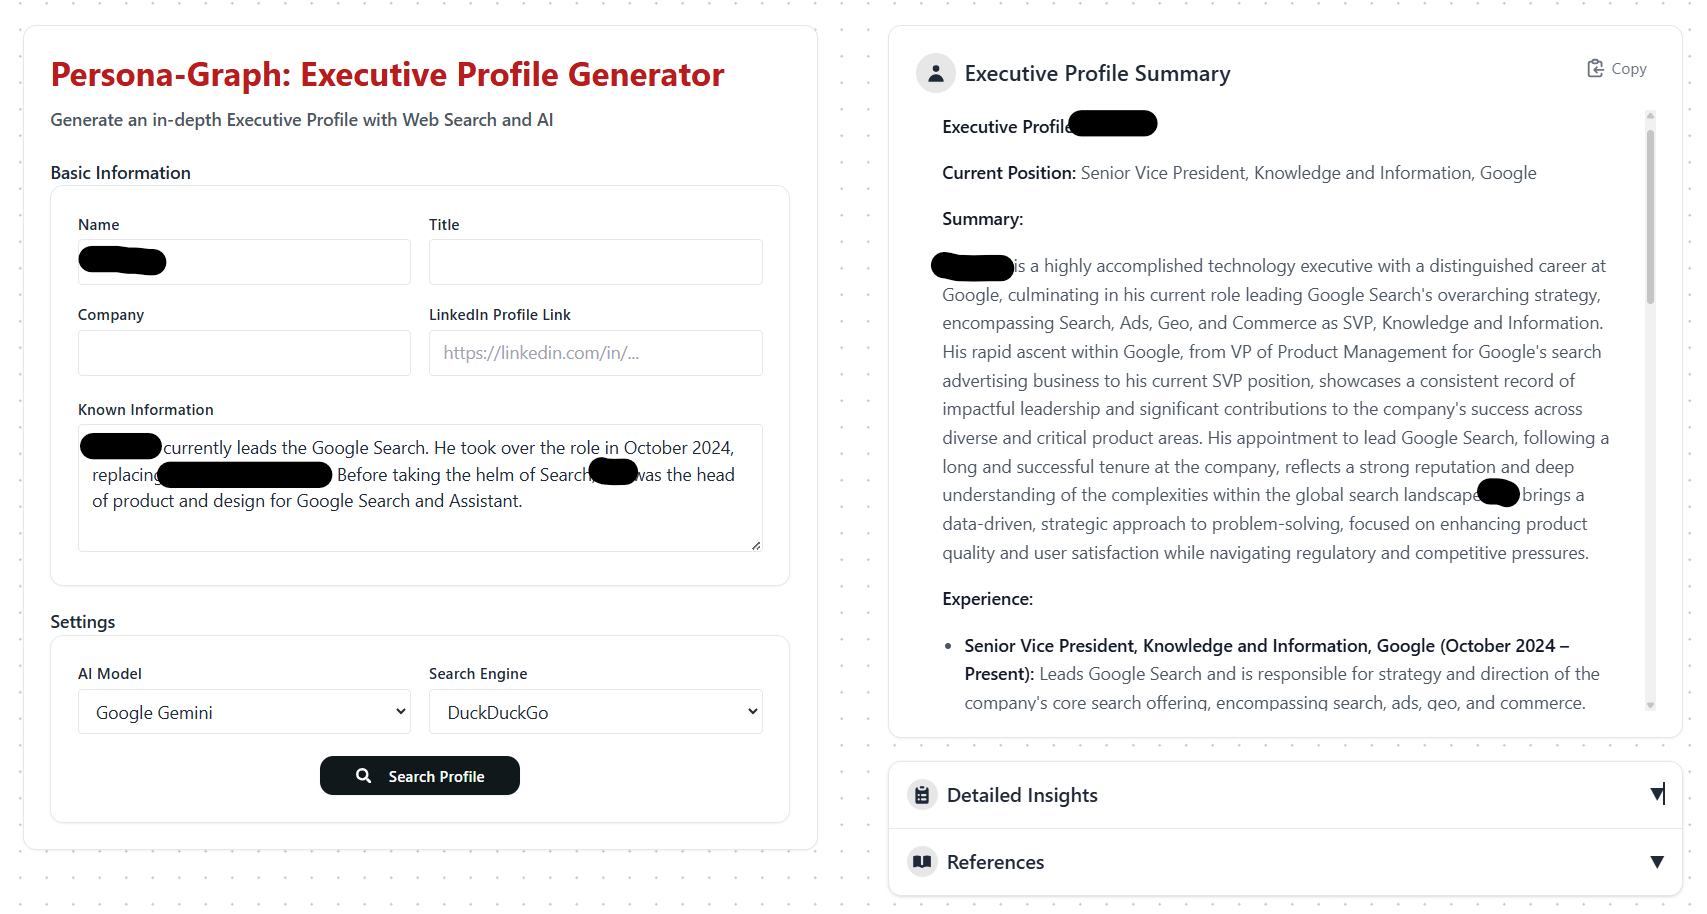 Persona-Graph: Executive Profile Generator
Generate an in-depth Executive Profile with Web Search and AI
Basic Information
Name
Title
Company
LinkedIn Profile Link
https://linkedin.com/in/...
Known Information
currently leads the Google Search. He took over the role in October 2024,
replacing Before taking the helm of Search, was the head
of product and design for Google Search and Assistant.
Settings
AI Model
Search Engine
Google Gemini
DuckDuckGo
Search Profile
Executive Profile Summary
Copy
Executive Profile
Current Position: Senior Vice President, Knowledge and Information, Google
Summary:
is a highly accomplished technology executive with a distinguished career at
Google, culminating in his current role leading Google Search's overarching strategy,
encompassing Search, Ads, Geo, and Commerce as SVP, Knowledge and Information.
His rapid ascent within Google, from VP of Product Management for Google's search
advertising business to his current SVP position, showcases a consistent record of
impactful leadership and significant contributions to the company's success across
diverse and critical product areas. His appointment to lead Google Search, following a
long and successful tenure at the company, reflects a strong reputation and deep
understanding of the complexities within the global search landscape brings a
data-driven, strategic approach to problem-solving, focused on enhancing product
quality and user satisfaction while navigating regulatory and competitive pressures.
Experience:
• Senior Vice President, Knowledge and Information, Google (October 2024 –
Present): Leads Google Search and is responsible for strategy and direction of the
company's core search offering, encompassing search, ads, geo, and commerce.
Detailed Insights
References